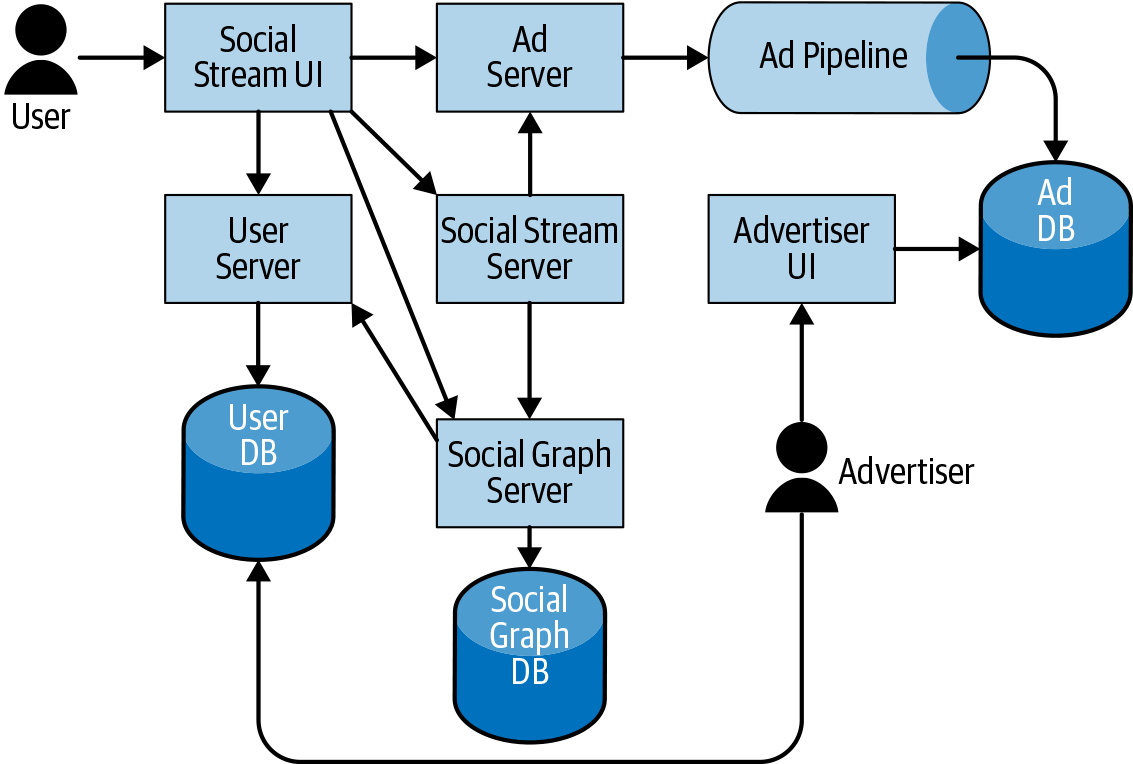 Social
Stream UI
Ad
Server
Ad Pipeline
User
User
Server
Social Stream
Server
Advertiser
UI
Ad
DB
User
DB
Social Graph
Server
Advertiser
Social
Graph
DB